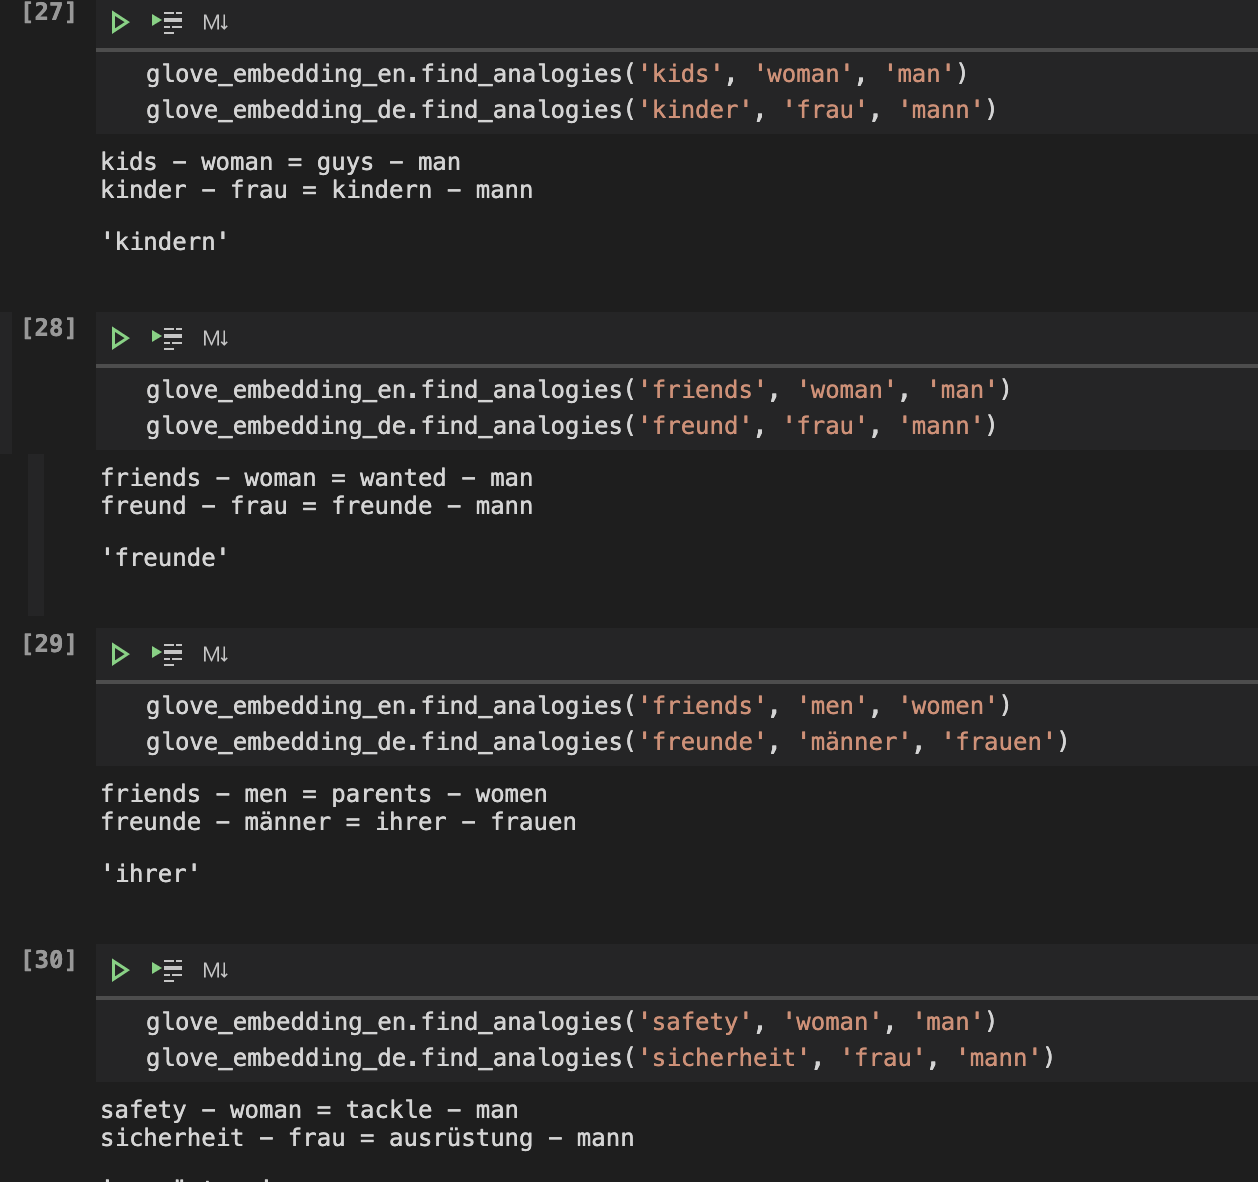 [27]
M↓
glove_embedding_en.find_analogies('kids', 'woman', 'man')
glove_embedding_de.find_analogies('kinder', 'frau', 'mann')
kids − woman = guys − man
kinder − frau = kindern − mann
'kindern'
[28]
M↓
glove_embedding_en.find_analogies('friends', 'woman', 'man')
glove_embedding_de.find_analogies('freund', 'frau', 'mann')
friends − woman = wanted − man
freund − frau = freunde − mann
'freunde'
[29]
M↓
glove_embedding_en.find_analogies('friends', 'men', 'women')
glove_embedding_de.find_analogies('freunde', 'männer', 'frauen')
friends − men = parents − women
freunde − männer = ihrer − frauen
'ihrer'
[30]
M↓
glove_embedding_en.find_analogies('safety', 'woman', 'man')
glove_embedding_de.find_analogies('sicherheit', 'frau', 'mann')
safety − woman = tackle − man
sicherheit − frau = ausrüstung − mann